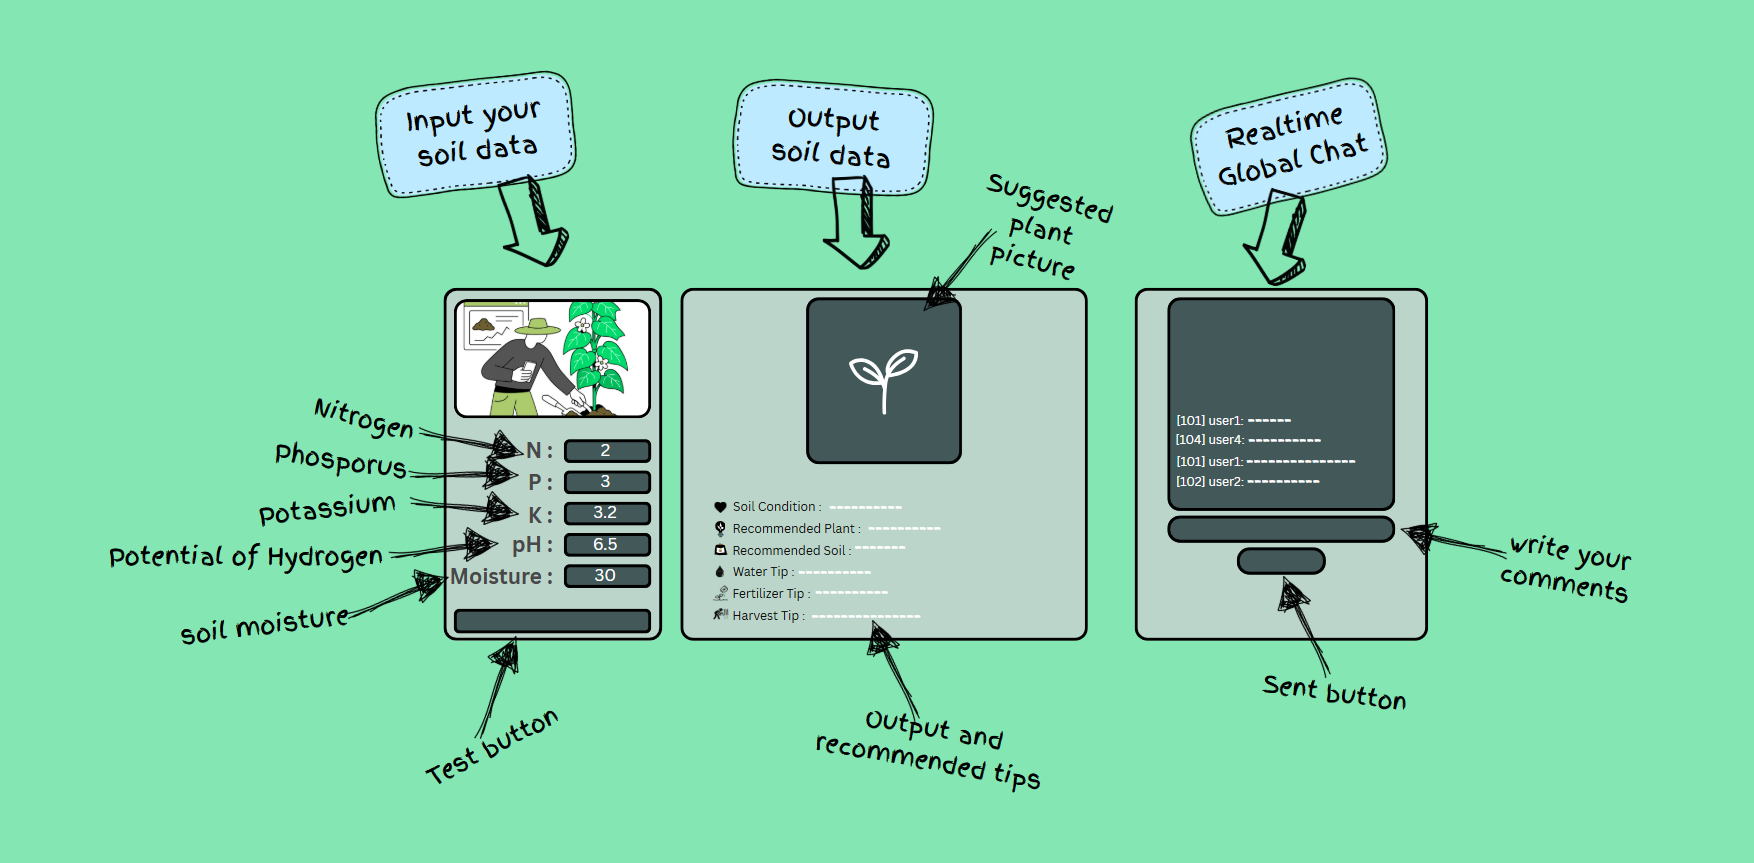 Input your
soil data
Output
soil data
Realtime
Global Chat
Suggested
plant
picture
Nitrogen
Phosporus
Potassium
Potential of Hydrogen
soil moisture
N :
2
P :
3
K :
3.2
pH :
6.5
Moisture :
30
Test button
Soil Condition :
Recommended Plant :
Recommended Soil :
Water Tip :
Fertilizer Tip :
Harvest Tip :
Output and
recommended tips
[101] user1:
[104] user4:
[101] user1:
[102] user2:
write your
comments
Sent button